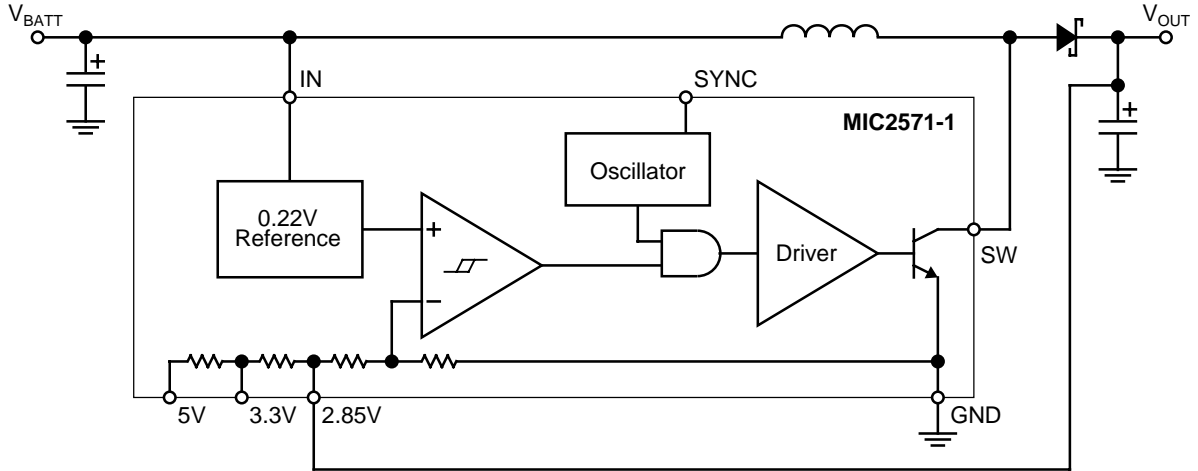 VBATT
VOUT
IN
SYNC
MIC2571-1
Oscillator
0.22V
Reference
+
−
Driver
SW
5V
3.3V
2.85V
GND
+
+